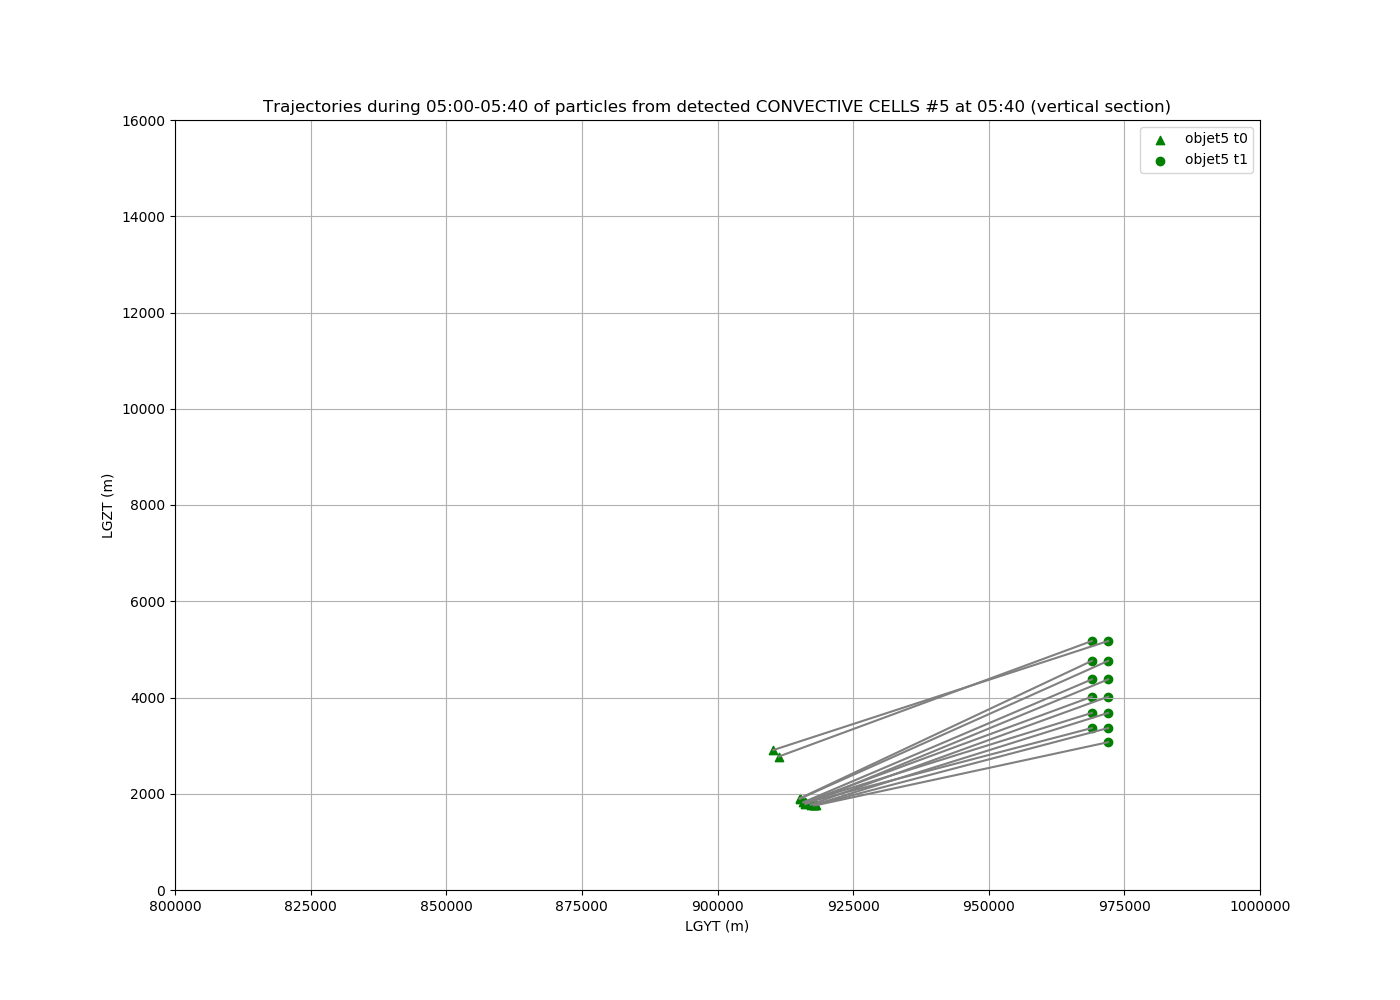 Trajectories during 05:00-05:40 of particles from detected CONVECTIVE CELLS #5 at 05:40 (vertical section)
objet5 t0
objet5 t1
16000
14000
12000
10000
8000
6000
4000
2000
0
LGZT (m)
800000 825000 850000 875000 900000 925000 950000 975000 1000000
LGYT (m)